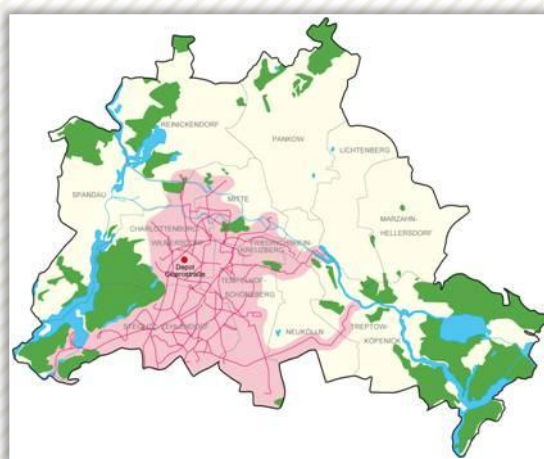 REINICKENDORF
PANKOW
LICHTENBERG
SPANDAU
MITTE
MARZAHN-
HELLERSDORF
CHARLOTTENBURG-
WILMERSDORF
FRIEDRICHSHAIN-
KREUZBERG
Depot
TEMPELHOF-
SCHÖNEBERG
STEGLITZ-ZEHLENDORF
NEUKÖLLN
TREPTOW-
KÖPENICK